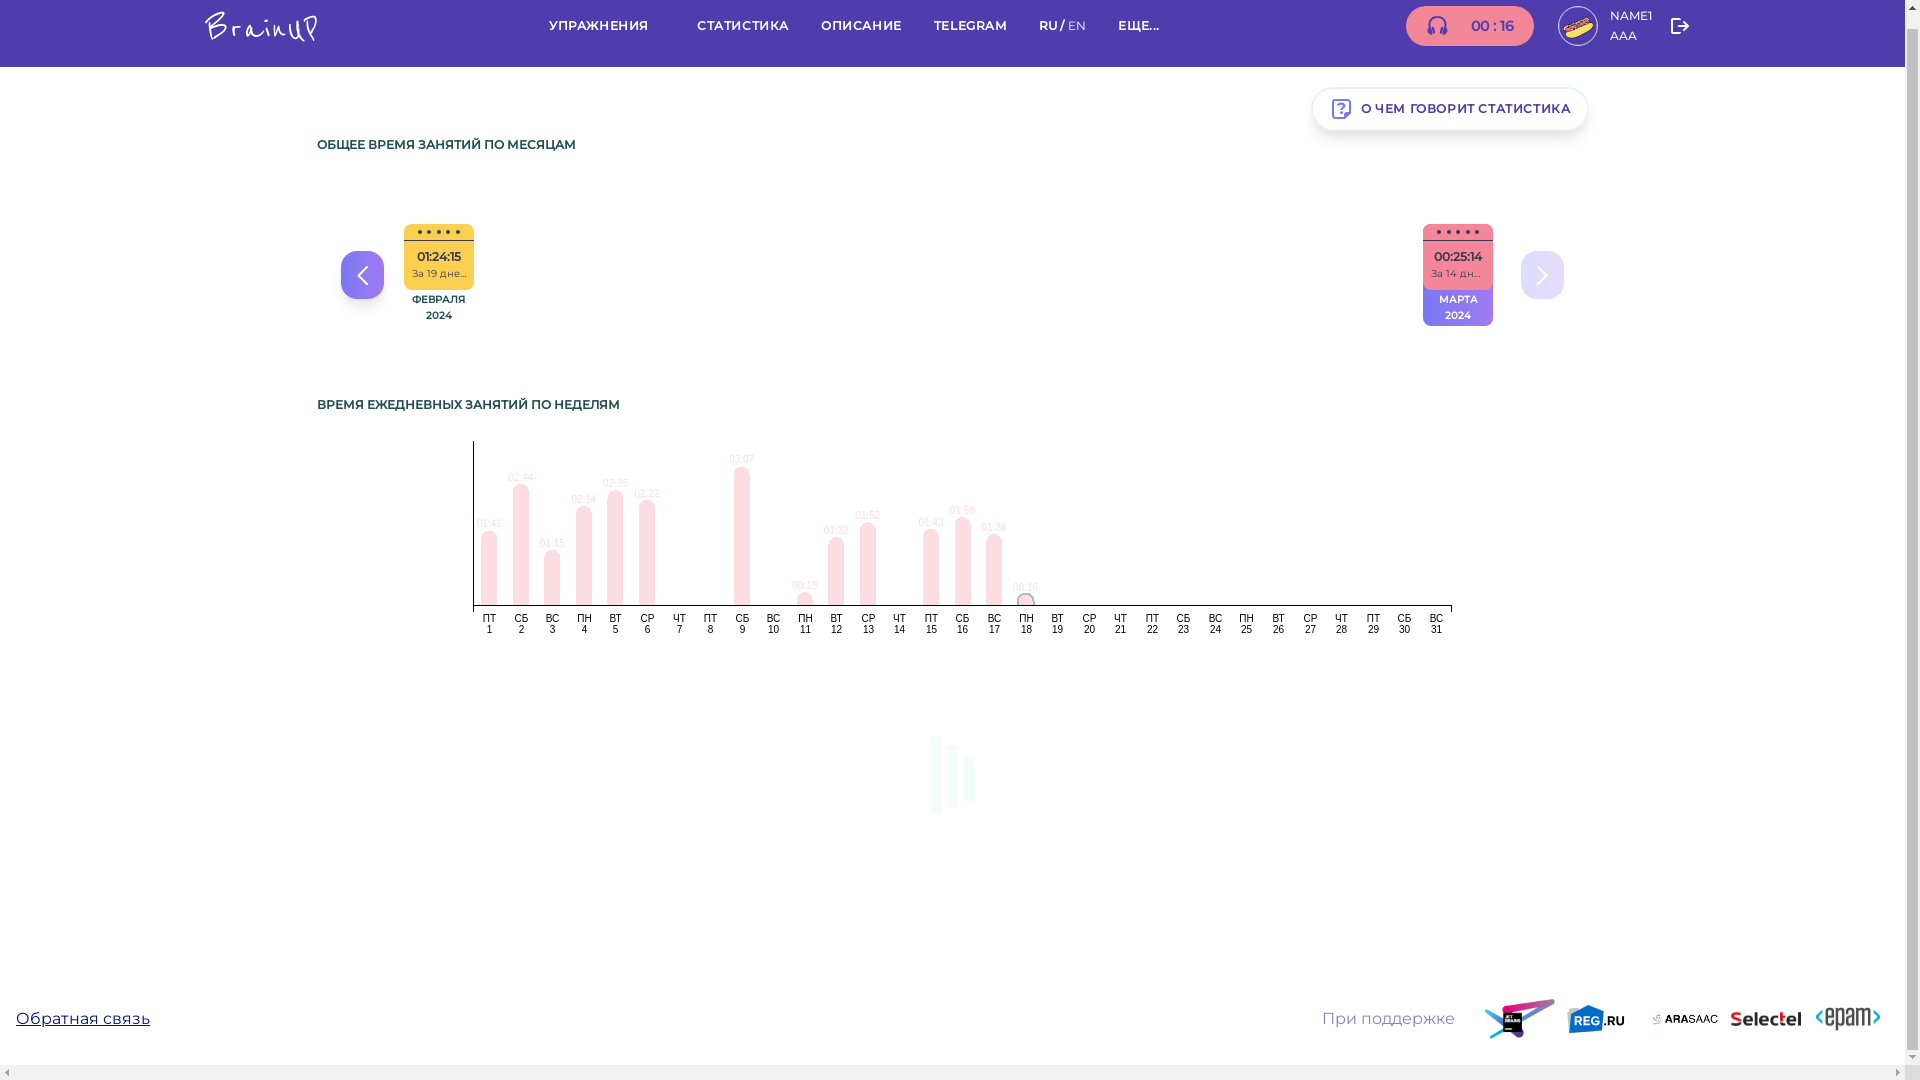 BrainUP
УПРАЖНЕНИЯ СТАТИСТИКА ОПИСАНИЕ TELEGRAM RU / EN ЕЩЕ...
00 : 16
NAME1
AAA
О ЧЕМ ГОВОРИТ СТАТИСТИКА
ОБЩЕЕ ВРЕМЯ ЗАНЯТИЙ ПО МЕСЯЦАМ
01:24:15
За 19 дне...
ФЕВРАЛЯ
2024
00:25:14
За 14 дн...
МАРТА
2024
ВРЕМЯ ЕЖЕДНЕВНЫХ ЗАНЯТИЙ ПО НЕДЕЛЯМ
01:41 02:44 01:15 02:14 02:35 02:22 03:07 00:18 01:32 01:52 01:43 01:59 01:36 00:16
ПТ СБ ВС ПН ВТ СР ЧТ ПТ СБ ВС ПН ВТ СР ЧТ ПТ СБ ВС ПН ВТ СР ЧТ ПТ СБ ВС ПН ВТ СР ЧТ ПТ СБ ВС
1 2 3 4 5 6 7 8 9 10 11 12 13 14 15 16 17 18 19 20 21 22 23 24 25 26 27 28 29 30 31
Обратная связь
При поддержке
JET BRAINS
REG.RU
ARASAAC
Selectel
<epam>